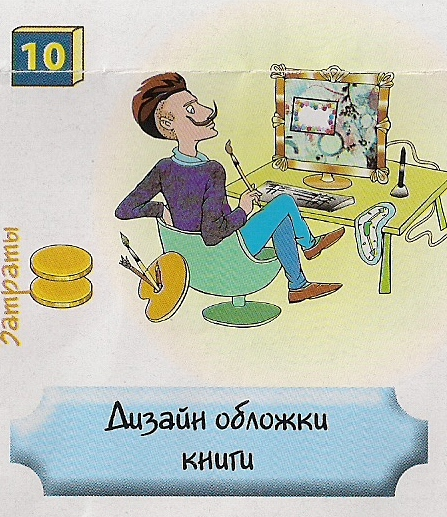 10
Затраты
Дизайн обложки
книги